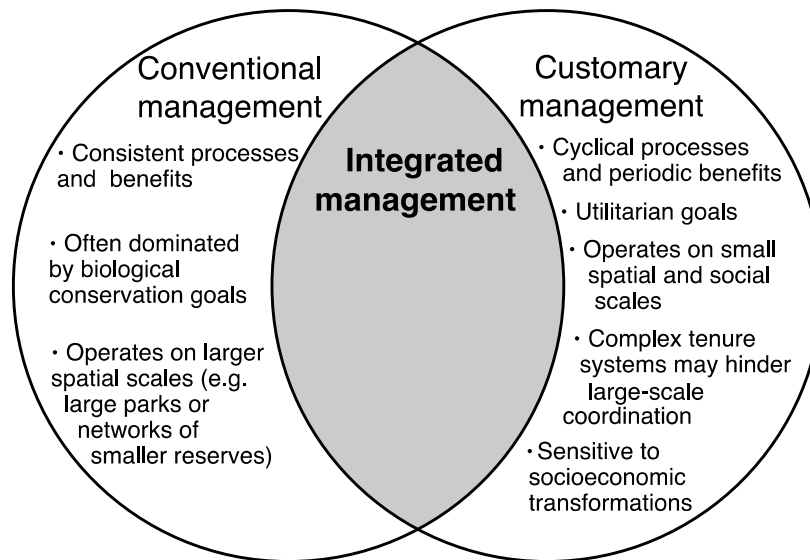 Conventional
management
· Consistent processes
and benefits
· Often dominated
by biological
conservation goals
· Operates on larger
spatial scales (e.g.
large parks or
networks of
smaller reserves)
Integrated
management
Customary
management
· Cyclical processes
and periodic benefits
· Utilitarian goals
· Operates on small
spatial and social
scales
· Complex tenure
systems may hinder
large-scale
coordination
· Sensitive to
socioeconomic
transformations